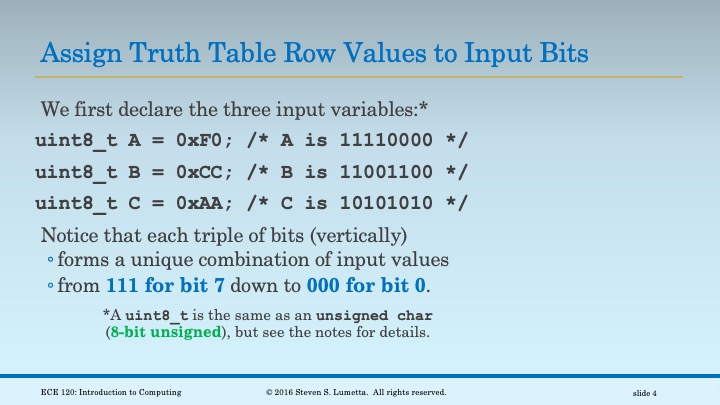 Assign Truth Table Row Values to Input Bits
We first declare the three input variables:*
uint8_t A = 0xF0; /* A is 11110000 */
uint8_t B = 0xCC; /* B is 11001100 */
uint8_t C = 0xAA; /* C is 10101010 */
Notice that each triple of bits (vertically)
◦ forms a unique combination of input values
◦ from 111 for bit 7 down to 000 for bit 0.
*A uint8_t is the same as an unsigned char
(8-bit unsigned), but see the notes for details.
ECE 120: Introduction to Computing © 2016 Steven S. Lumetta. All rights reserved. slide 4